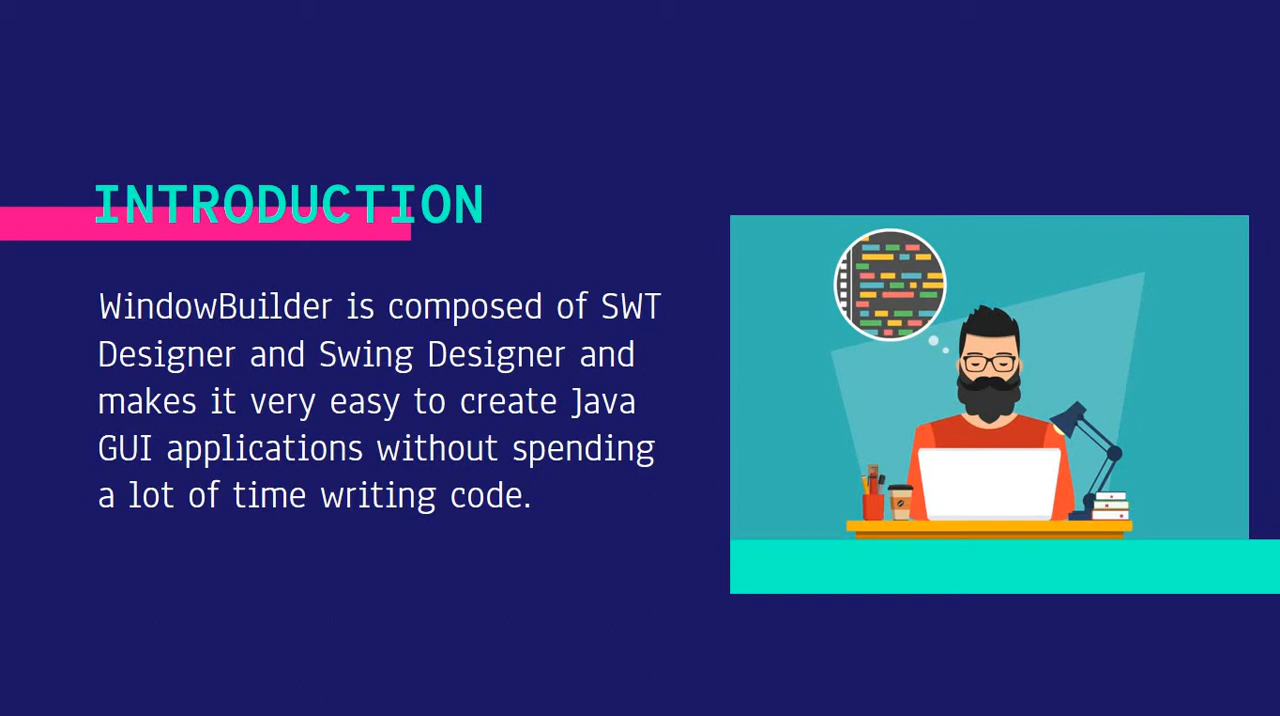 INTRODUCTION
WindowBuilder is composed of SWT
Designer and Swing Designer and
makes it very easy to create Java
GUI applications without spending
a lot of time writing code.